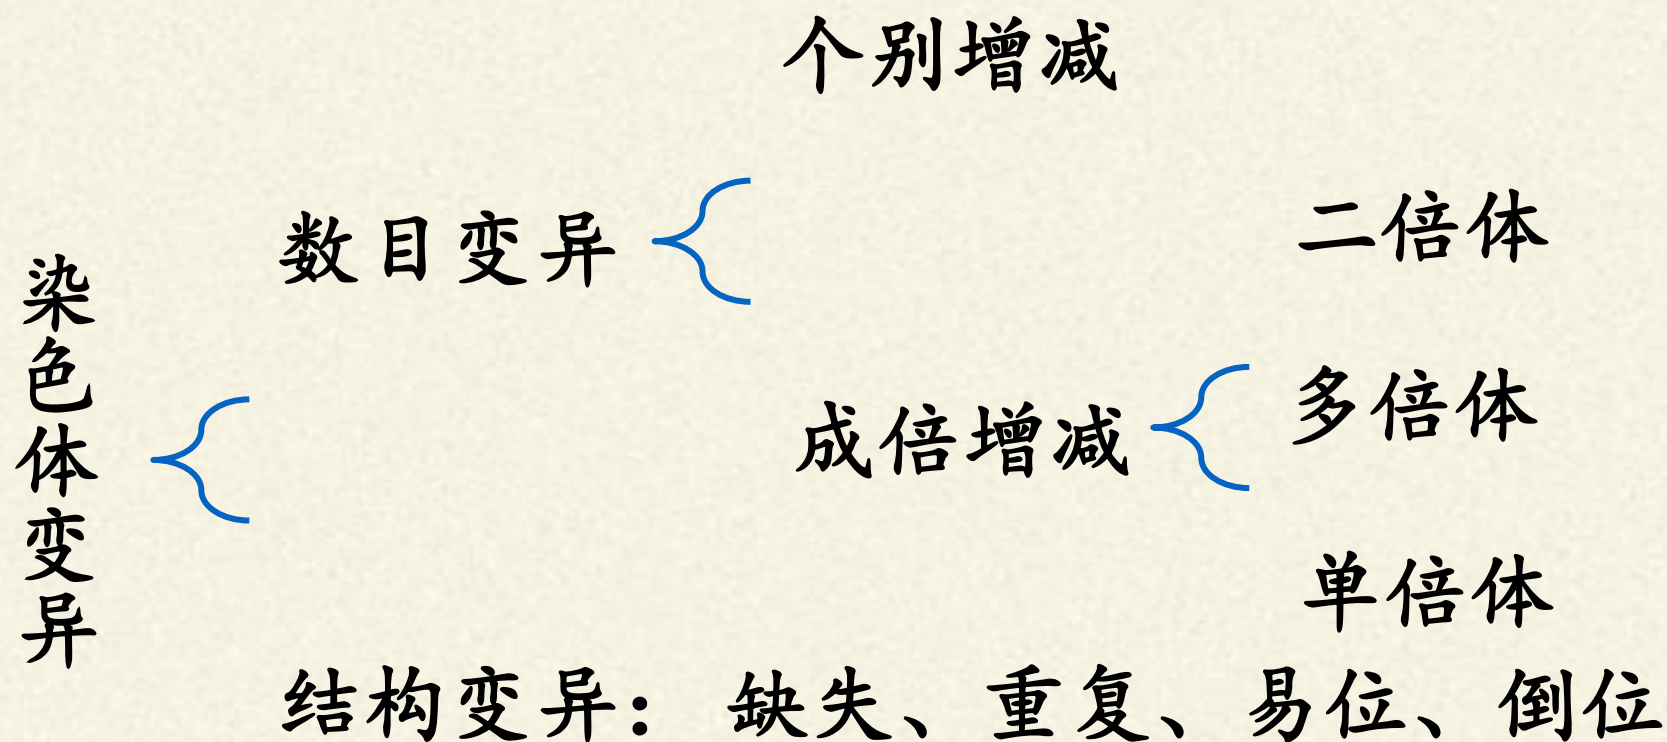 个别增减
数目变异
二倍体
染色体变异
成倍增减
多倍体
单倍体
结构变异：缺失、重复、易位、倒位